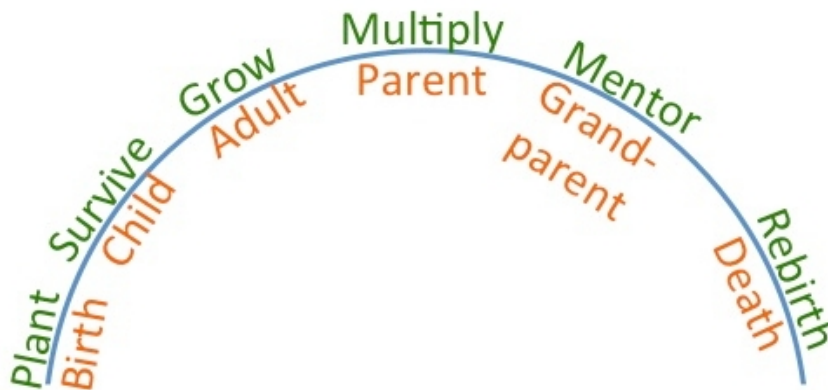 Plant
Survive
Grow
Multiply
Mentor
Rebirth
Birth
Child
Adult
Parent
Grand-
parent
Death